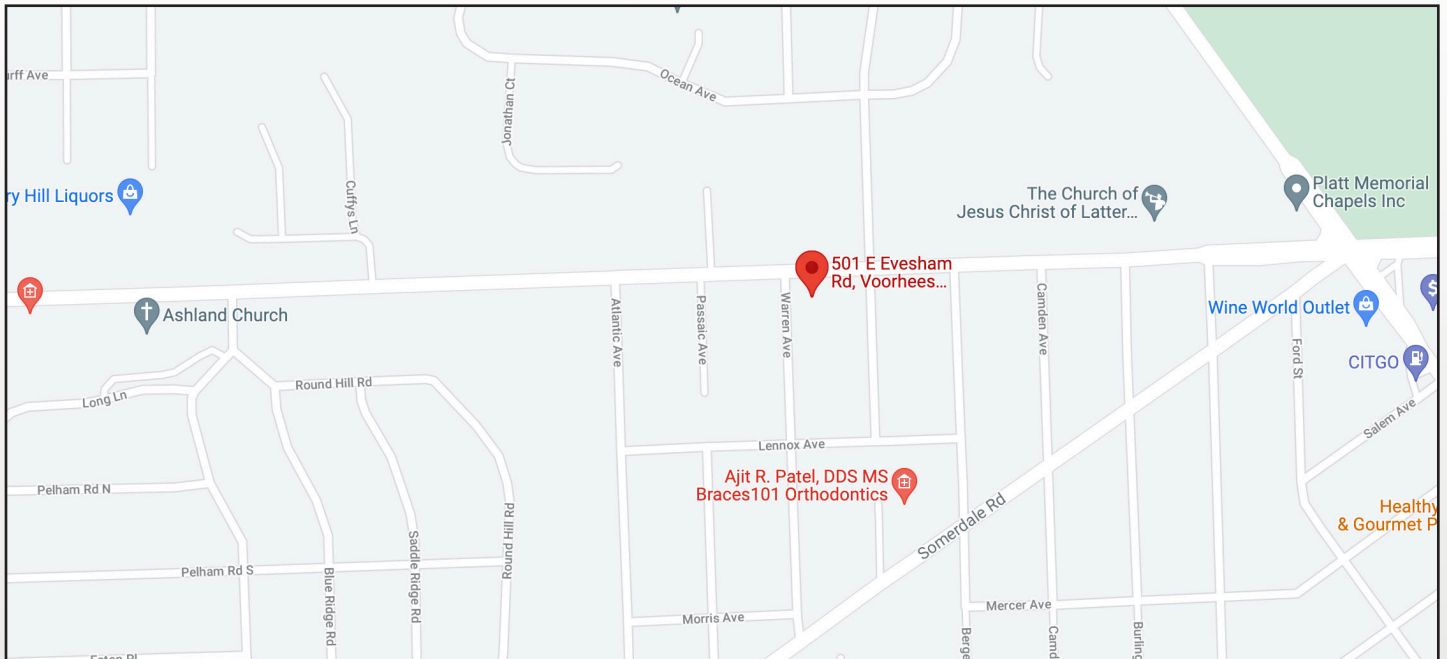 Ocean Ave
Jonathan Ct
Cuffys Ln
ry Hill Liquors
The Church of
Jesus Christ of Latter...
Platt Memorial
Chapels Inc
501 E Evesham
Rd, Voorhees...
Ashland Church
Atlantic Ave
Passaic Ave
Warren Ave
Camden Ave
Wine World Outlet
$
Ford St
CITGO
Round Hill Rd
Long Ln
Salem Ave
Lennox Ave
Ajit R. Patel, DDS MS
Braces101 Orthodontics
Pelham Rd N
Somerdale Rd
Healthy
& Gourmet P
Round Hill Rd
Saddle Ridge Rd
Pelham Rd S
Blue Ridge Rd
Mercer Ave
Morris Ave
Berge
Camd
Burling